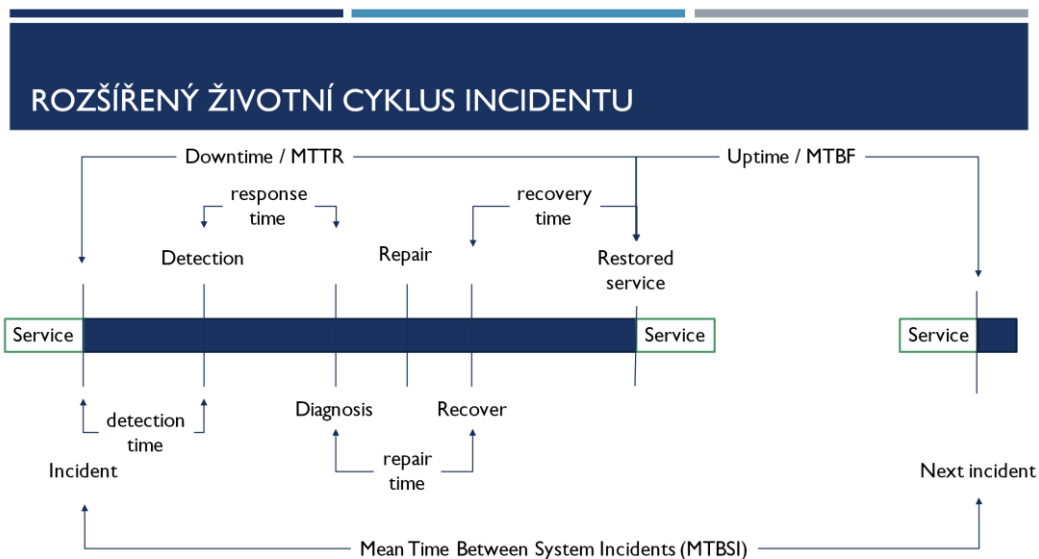 ROZŠÍŘENÝ ŽIVOTNÍ CYKLUS INCIDENTU
Downtime / MTTR
Uptime / MTBF
response
time
recovery
time
Detection
Repair
Restored
service
Service
Service
Service
detection
time
Diagnosis
Recover
repair
time
Incident
Next incident
Mean Time Between System Incidents (MTBSI)